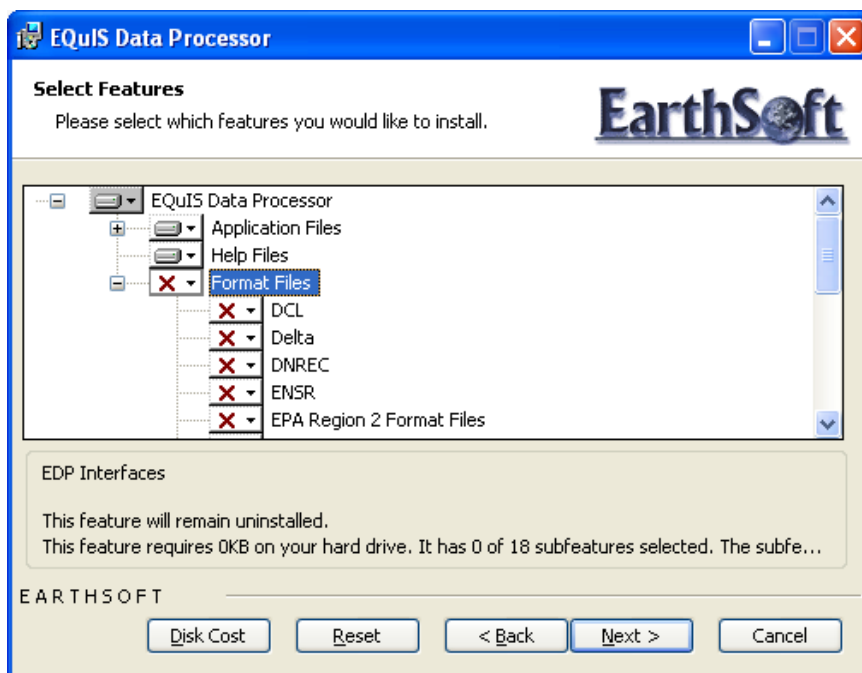 EQuIS Data Processor
Select Features
Please select which features you would like to install.
EarthSoft
EQuIS Data Processor
Application Files
Help Files
Format Files
DCL
Delta
DNREC
ENSR
EPA Region 2 Format Files
EDP Interfaces
This feature will remain uninstalled.
This feature requires 0KB on your hard drive. It has 0 of 18 subfeatures selected. The subfe...
EARTHSOFT
Disk Cost
Reset
< Back
Next >
Cancel